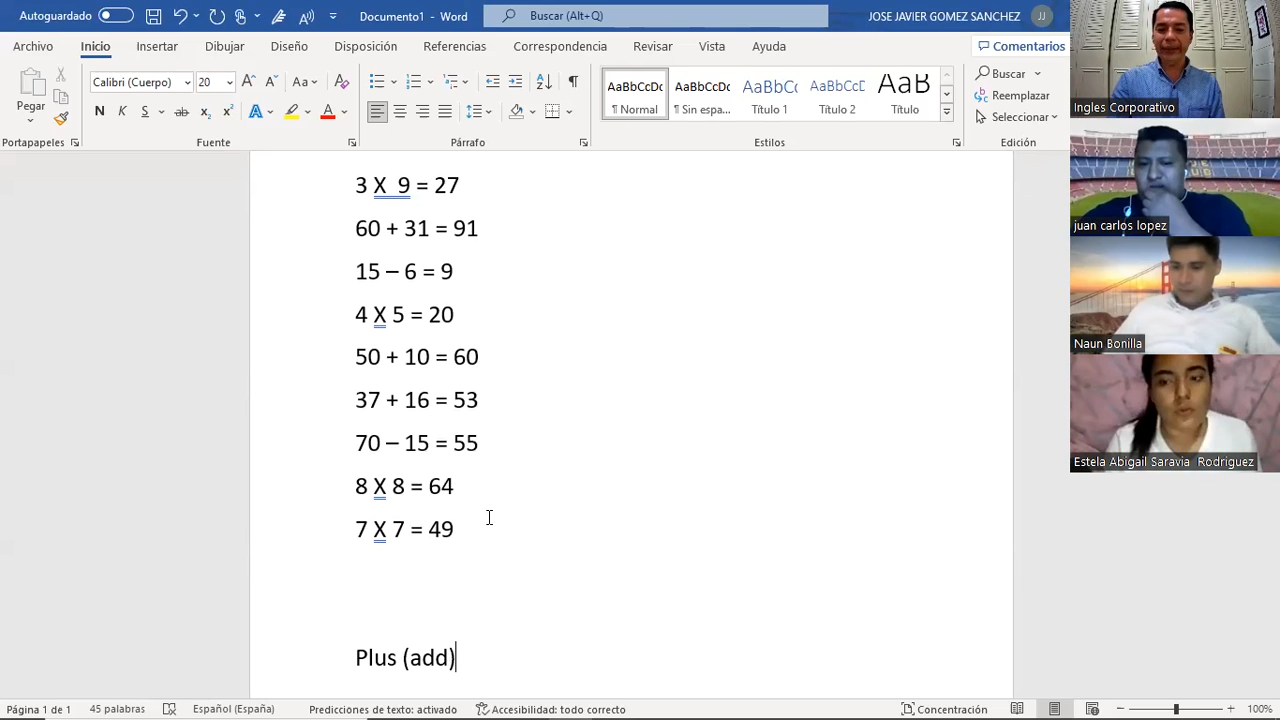 Autoguardado
Documento1 - Word
Buscar (Alt+Q)
JOSE JAVIER GOMEZ SANCHEZ
JJ
Archivo Inicio Insertar Dibujar Diseño Disposición Referencias Correspondencia Revisar Vista Ayuda
Comentarios
Pegar
Calibri (Cuerpo) 20
N K S
AaBbCcDc ¶ Normal
AaBbCcDc ¶ Sin espa...
AaBbCc Título 1
AaBbCcD Título 2
AaB Título
Buscar
Reemplazar
Seleccionar
Portapapeles Fuente Párrafo Estilos Edición
3 X 9 = 27
60 + 31 = 91
15 – 6 = 9
4 X 5 = 20
50 + 10 = 60
37 + 16 = 53
70 – 15 = 55
8 X 8 = 64
7 X 7 = 49
Plus (add)
Ingles Corporativo
juan carlos lopez
Naun Bonilla
Estela Abigail Saravia Rodriguez
Página 1 de 1 45 palabras Español (España) Predicciones de texto: activado Accesibilidad: todo correcto Concentración 100%